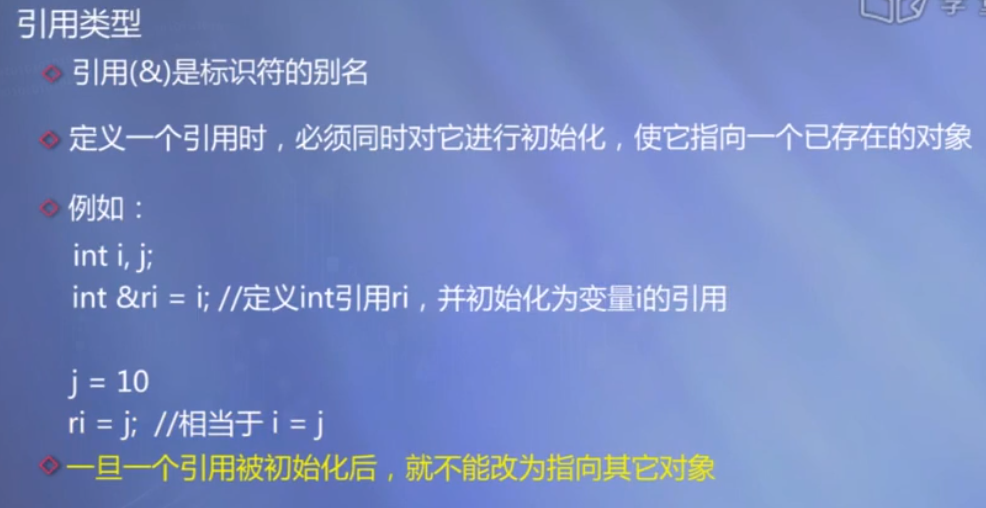 引用类型
引用(&)是标识符的别名
定义一个引用时，必须同时对它进行初始化，使它指向一个已存在的对象
例如：
int i, j;
int &ri = i; //定义int引用ri，并初始化为变量i的引用
j = 10
ri = j;  //相当于 i = j
一旦一个引用被初始化后，就不能改为指向其它对象